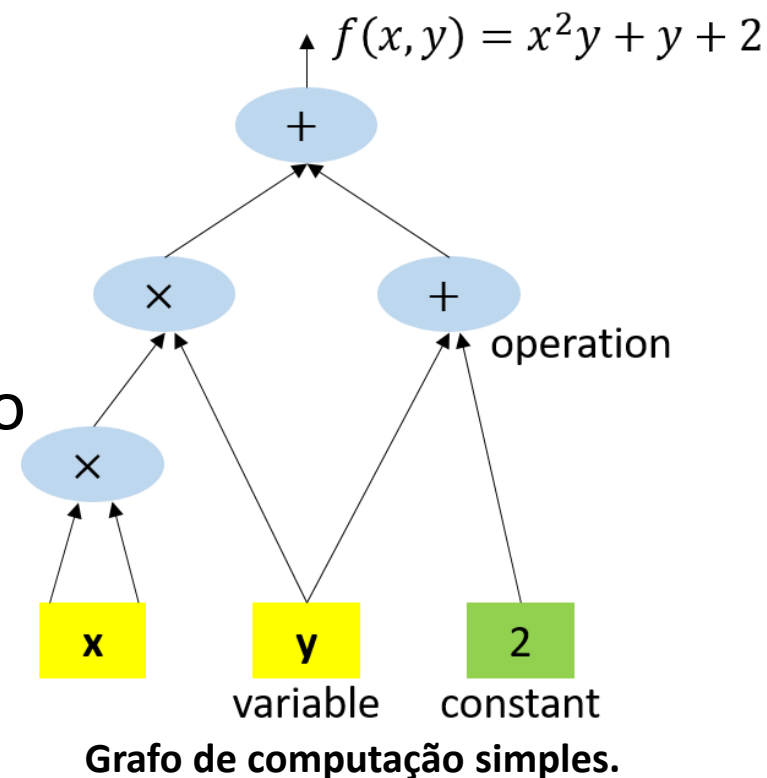 f(x, y) = x²y + y + 2
+
× +
operation
o
×
x y 2
variable constant
Grafo de computação simples.